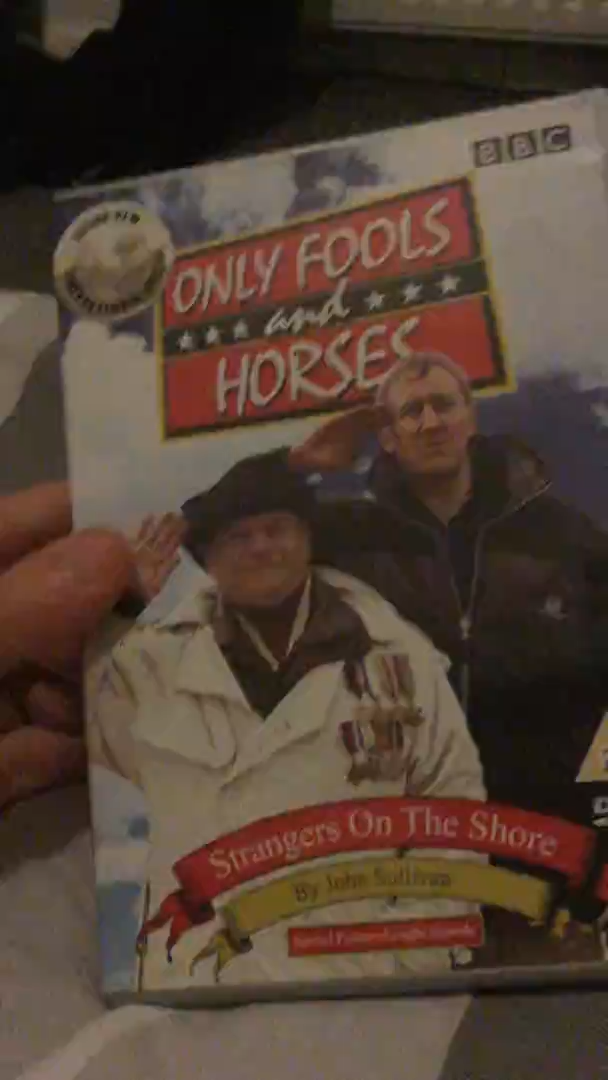 BBC
ONLY FOOLS
and
HORSES
Strangers On The Shore
By John Sullivan